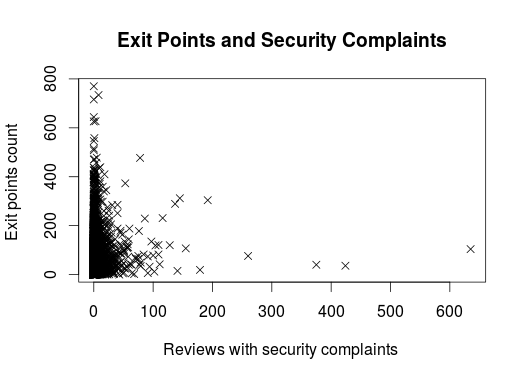 Exit Points and Security Complaints
Exit points count
800
600
400
200
0
0 100 200 300 400 500 600
Reviews with security complaints